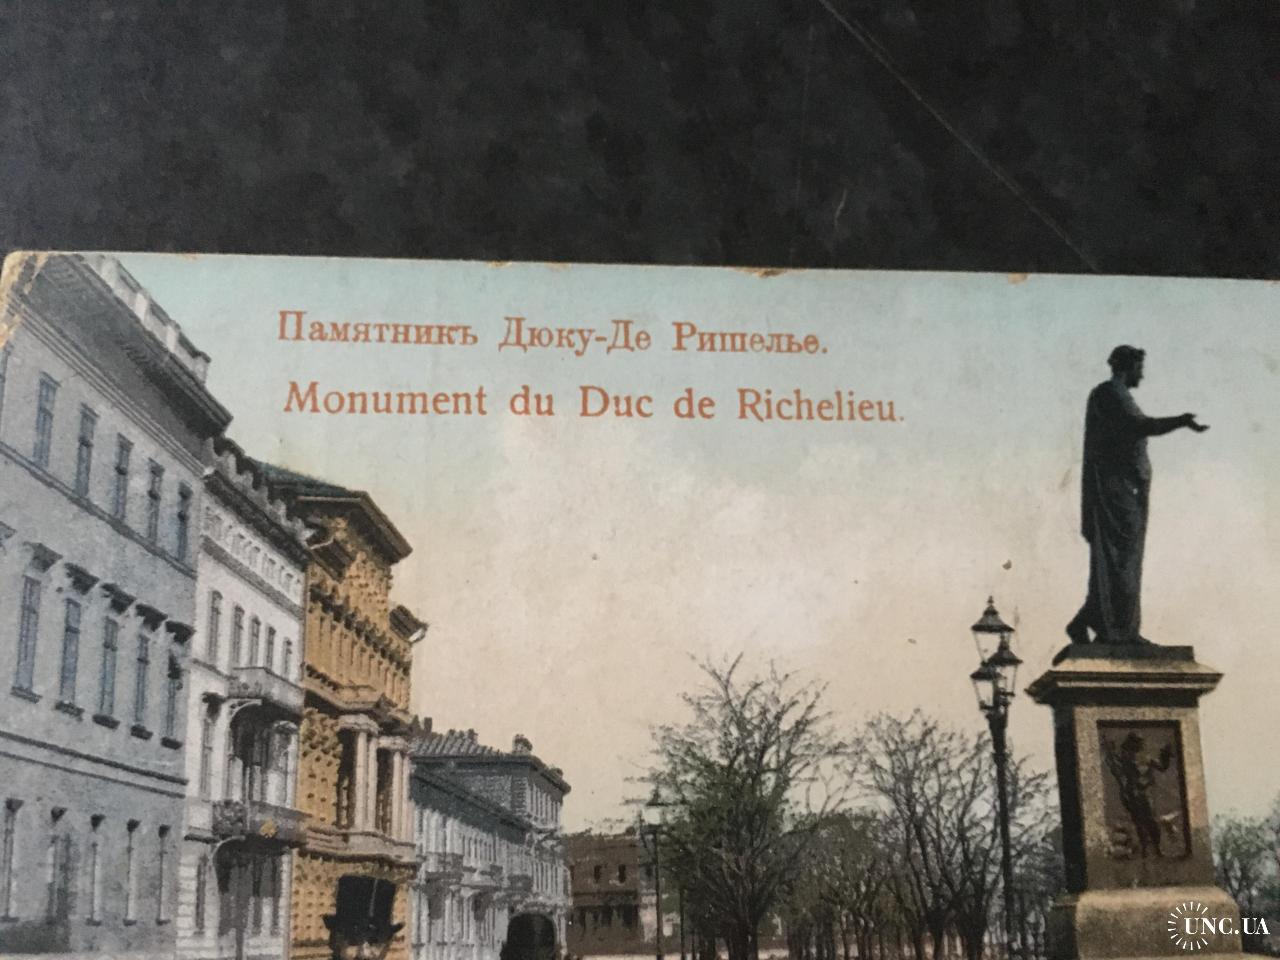 Памятникъ Дюку-Де Ришелье.
Monument du Duc de Richelieu.
UNC.UA